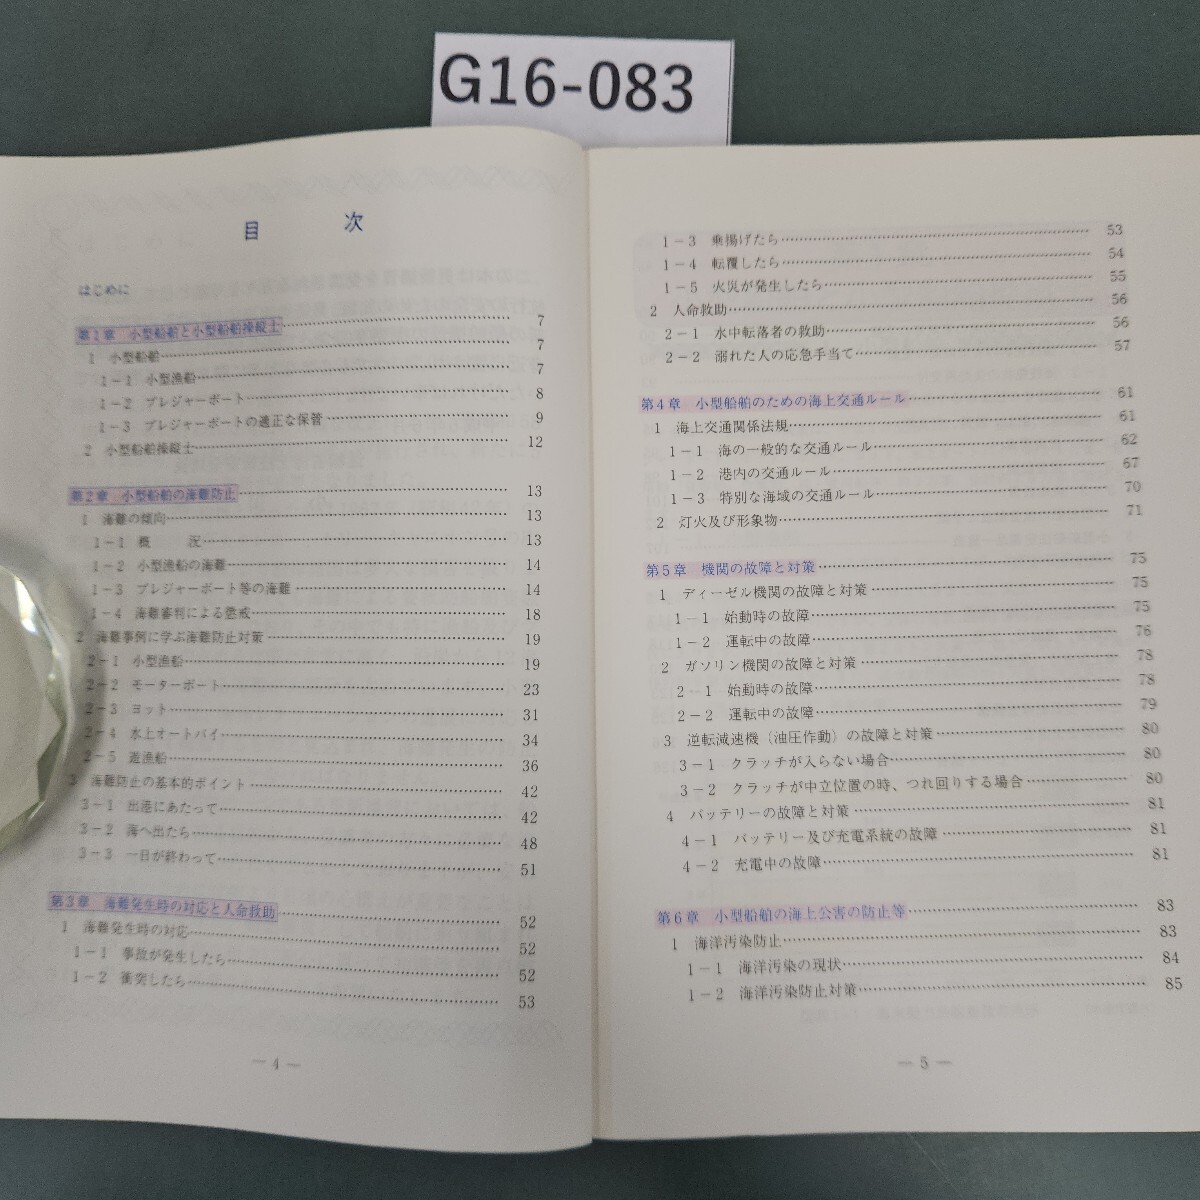 G16-083
目 次
はじめに
第1章 小型船舶と小型船舶操縦士…… 7
1 小型船舶…… 7
1-1 小型漁船…… 7
1-2 プレジャーボート…… 8
1-3 プレジャーボートの適正な保管…… 9
2 小型船舶操縦士…… 12
第2章 小型船舶の海難防止…… 13
1 海難の傾向…… 13
1-1 概 況…… 13
1-2 小型漁船の海難…… 14
1-3 プレジャーボート等の海難…… 14
1-4 海難審判による懲戒…… 18
2 海難事例に学ぶ海難防止対策…… 19
2-1 小型漁船…… 19
2-2 モーターボート…… 23
2-3 ヨット…… 31
2-4 水上オートバイ…… 34
2-5 遊漁船…… 36
3 海難防止の基本的ポイント…… 42
3-1 出港にあたって…… 42
3-2 海へ出たら…… 48
3-3 一日が終わって…… 51
第3章 海難発生時の対応と人命救助…… 52
1 海難発生時の対応…… 52
1-1 事故が発生したら…… 52
1-2 衝突したら…… 53
— 4 —
1-3 乗揚げたら…… 53
1-4 転覆したら…… 54
1-5 火災が発生したら…… 55
2 人命救助…… 56
2-1 水中転落者の救助…… 56
2-2 溺れた人の応急手当て…… 57
第4章 小型船舶のための海上交通ルール…… 61
1 海上交通関係法規…… 61
1-1 海の一般的な交通ルール…… 62
1-2 港内の交通ルール…… 67
1-3 特別な海域の交通ルール…… 70
2 灯火及び形象物…… 71
第5章 機関の故障と対策…… 75
1 ディーゼル機関の故障と対策…… 75
1-1 始動時の故障…… 75
1-2 運転中の故障…… 76
2 ガソリン機関の故障と対策…… 78
2-1 始動時の故障…… 78
2-2 運転中の故障…… 79
3 逆転減速機（油圧作動）の故障と対策…… 80
3-1 クラッチが入らない場合…… 80
3-2 クラッチが中立位置の時、つれ回りする場合…… 80
4 バッテリーの故障と対策…… 81
4-1 バッテリー及び充電系統の故障…… 81
4-2 充電中の故障…… 81
第6章 小型船舶の海上公害の防止等…… 83
1 海洋汚染防止…… 83
1-1 海洋汚染の現状…… 84
1-2 海洋汚染防止対策…… 85
— 5 —